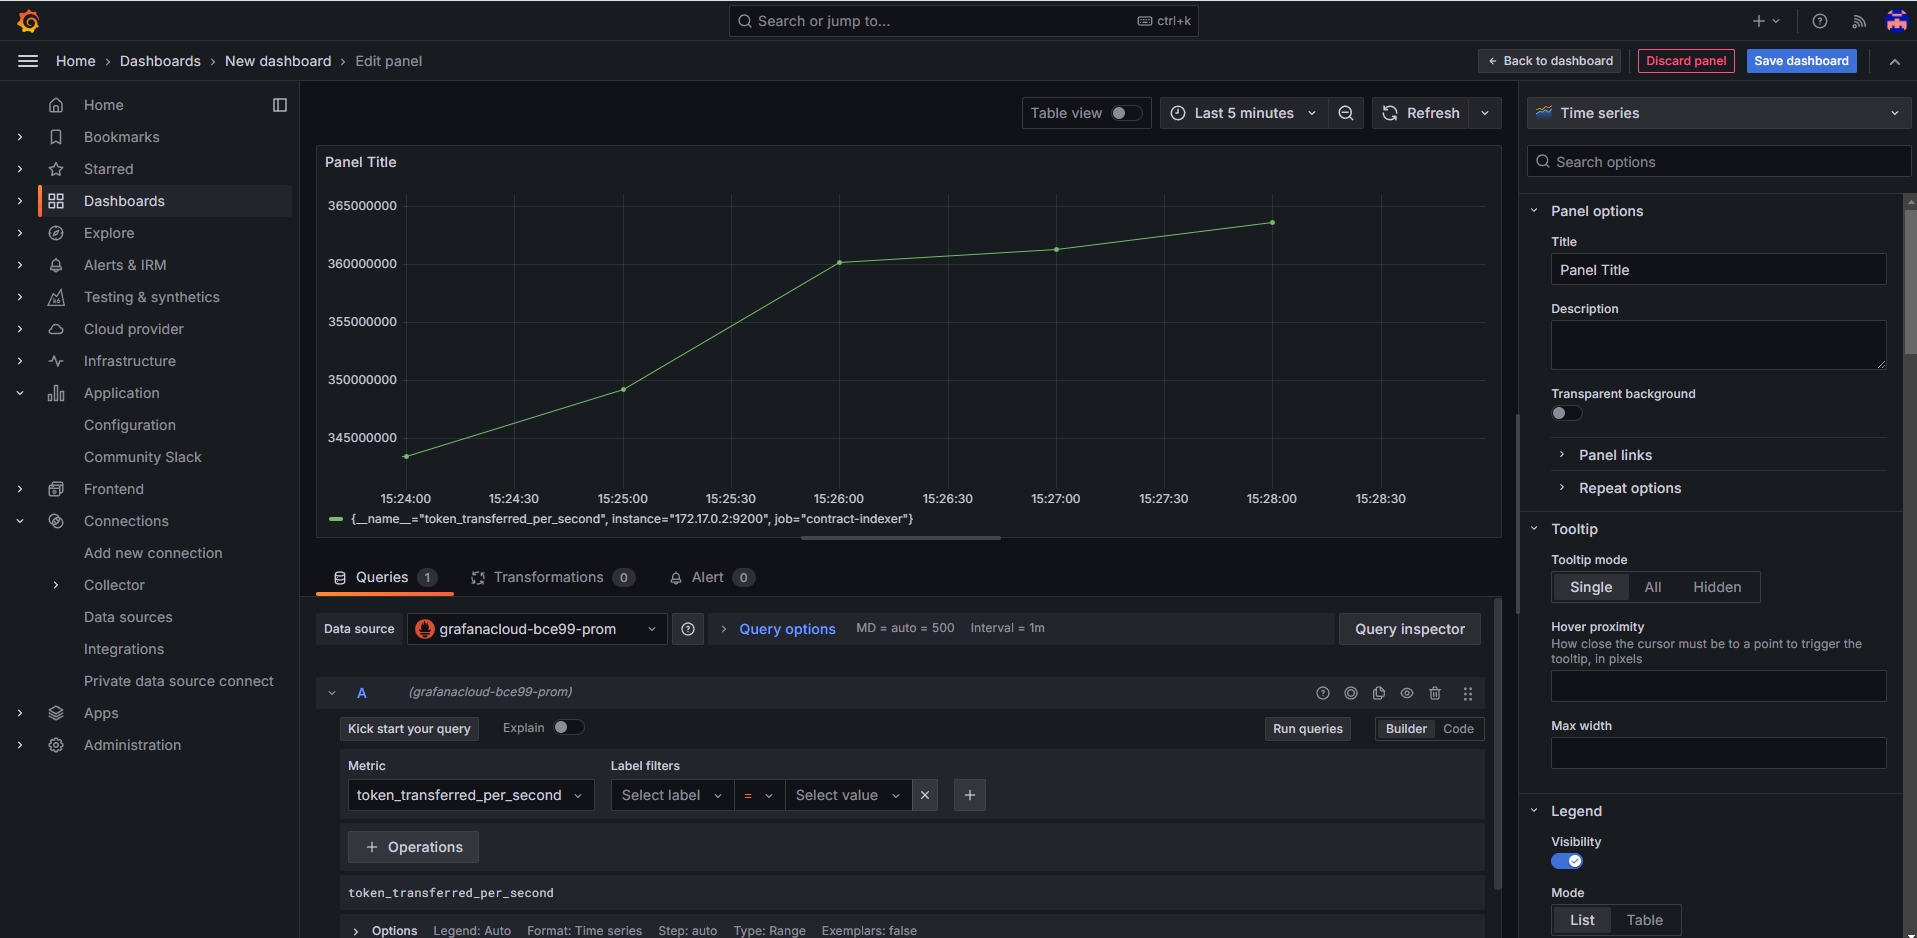 Search or jump to... ctrl+k
Home › Dashboards › New dashboard › Edit panel
Back to dashboard
Discard panel
Save dashboard
Home
Bookmarks
Starred
Dashboards
Explore
Alerts & IRM
Testing & synthetics
Cloud provider
Infrastructure
Application
Configuration
Community Slack
Frontend
Connections
Add new connection
Collector
Data sources
Integrations
Private data source connect
Apps
Administration
Table view
Last 5 minutes
Refresh
Panel Title
365000000
360000000
355000000
350000000
345000000
15:24:00 15:24:30 15:25:00 15:25:30 15:26:00 15:26:30 15:27:00 15:27:30 15:28:00 15:28:30
{__name__="token_transferred_per_second", instance="172.17.0.2:9200", job="contract-indexer"}
Queries 1 Transformations 0 Alert 0
Data source grafanacloud-bce99-prom Query options MD = auto = 500 Interval = 1m Query inspector
A (grafanacloud-bce99-prom)
Kick start your query Explain Run queries Builder Code
Metric Label filters
token_transferred_per_second Select label = Select value
+ Operations
token_transferred_per_second
Options Legend: Auto Format: Time series Step: auto Type: Range Exemplars: false
Time series
Search options
Panel options
Title
Panel Title
Description
Transparent background
Panel links
Repeat options
Tooltip
Tooltip mode
Single All Hidden
Hover proximity
How close the cursor must be to a point to trigger the
tooltip, in pixels
Max width
Legend
Visibility
Mode
List Table